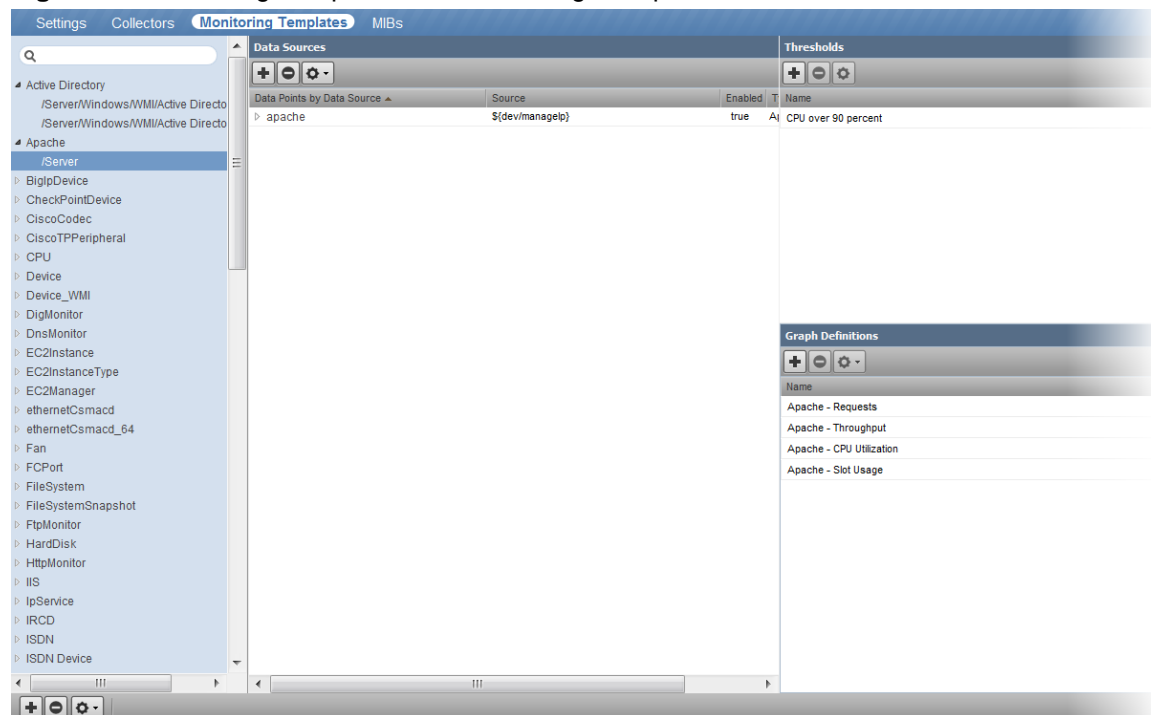 Settings Collectors Monitoring Templates MIBs
Active Directory
/Server/Windows/WMI/Active Directo
/Server/Windows/WMI/Active Directo
Apache
/Server
BigIpDevice
CheckPointDevice
CiscoCodec
CiscoTPPeripheral
CPU
Device
Device_WMI
DigMonitor
DnsMonitor
EC2Instance
EC2InstanceType
EC2Manager
ethernetCsmacd
ethernetCsmacd_64
Fan
FCPort
FileSystem
FileSystemSnapshot
FtpMonitor
HardDisk
HttpMonitor
IIS
IpService
IRCD
ISDN
ISDN Device
Data Sources
Data Points by Data Source Source Enabled T
apache ${dev/manageIp} true Ap
Thresholds
Name
CPU over 90 percent
Graph Definitions
Name
Apache - Requests
Apache - Throughput
Apache - CPU Utilization
Apache - Slot Usage